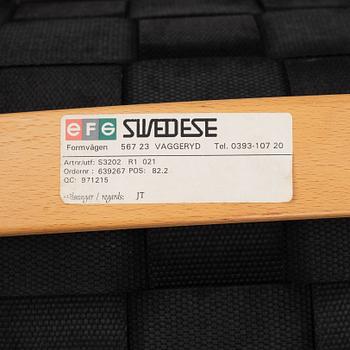 EFG SWEDESE
Formvägen 567 23 VAGGERYD Tel. 0393-107 20
Artnr/utf: S3202 R1 021
Ordernr : 639267 POS: 82.2
QC: 971215
/ regards: JT